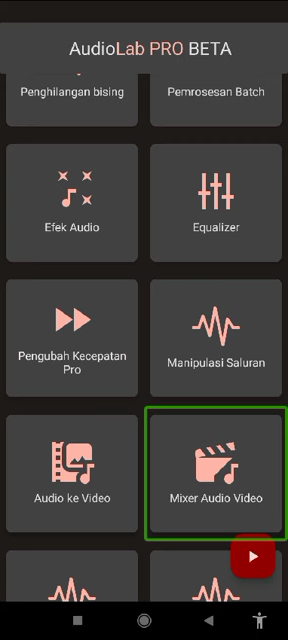 AudioLab PRO BETA
Penghilangan bising
Pemrosesan Batch
Efek Audio
Equalizer
Pengubah Kecepatan
Pro
Manipulasi Saluran
Audio ke Video
Mixer Audio Video